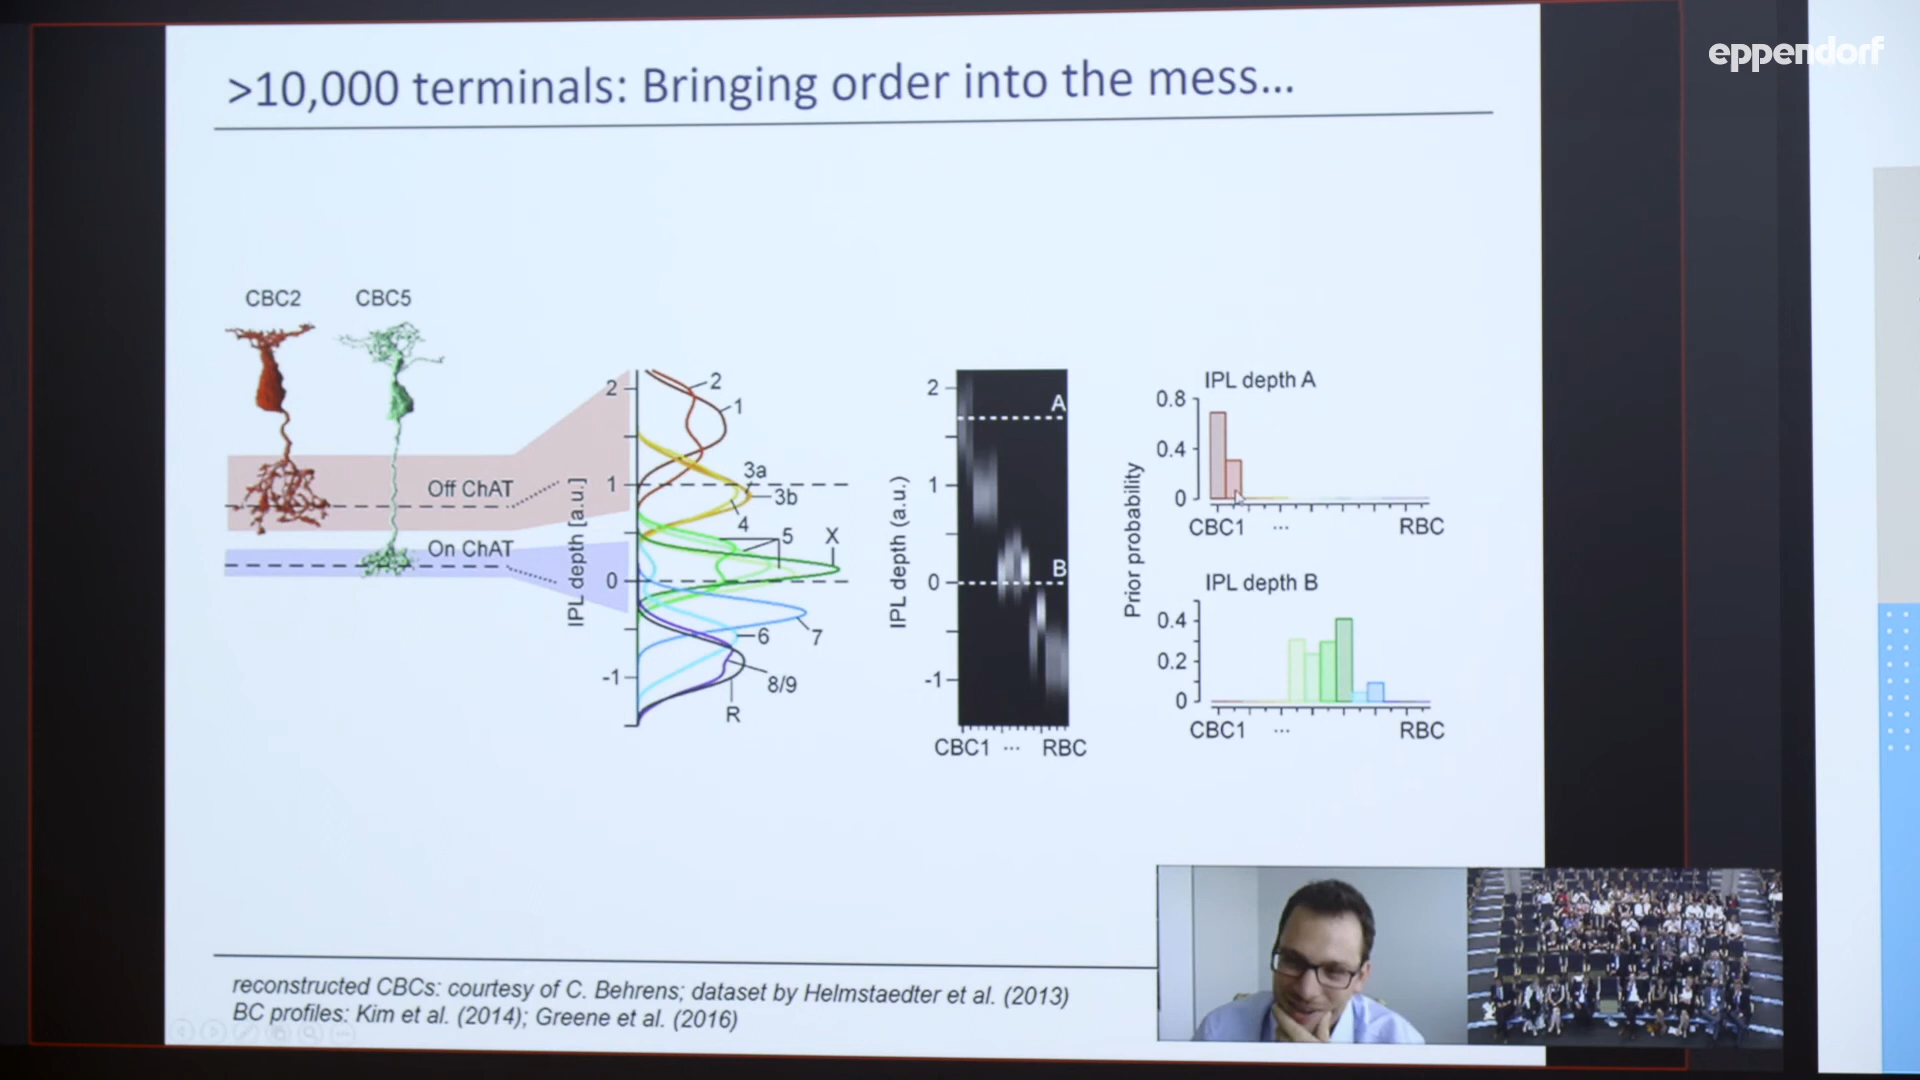 eppendorf
>10,000 terminals: Bringing order into the mess...
CBC2
CBC5
Off ChAT
On ChAT
IPL depth [a.u.]
2
1
0
-1
2
1
3a
3b
4
5
X
6
7
8/9
R
IPL depth (a.u.)
2
1
0
-1
A
B
CBC1 ... RBC
Prior probability
IPL depth A
0.8
0.4
0
CBC1 ... RBC
IPL depth B
0.4
0.2
0
CBC1 ... RBC
reconstructed CBCs: courtesy of C. Behrens; dataset by Helmstaedter et al. (2013)
BC profiles: Kim et al. (2014); Greene et al. (2016)